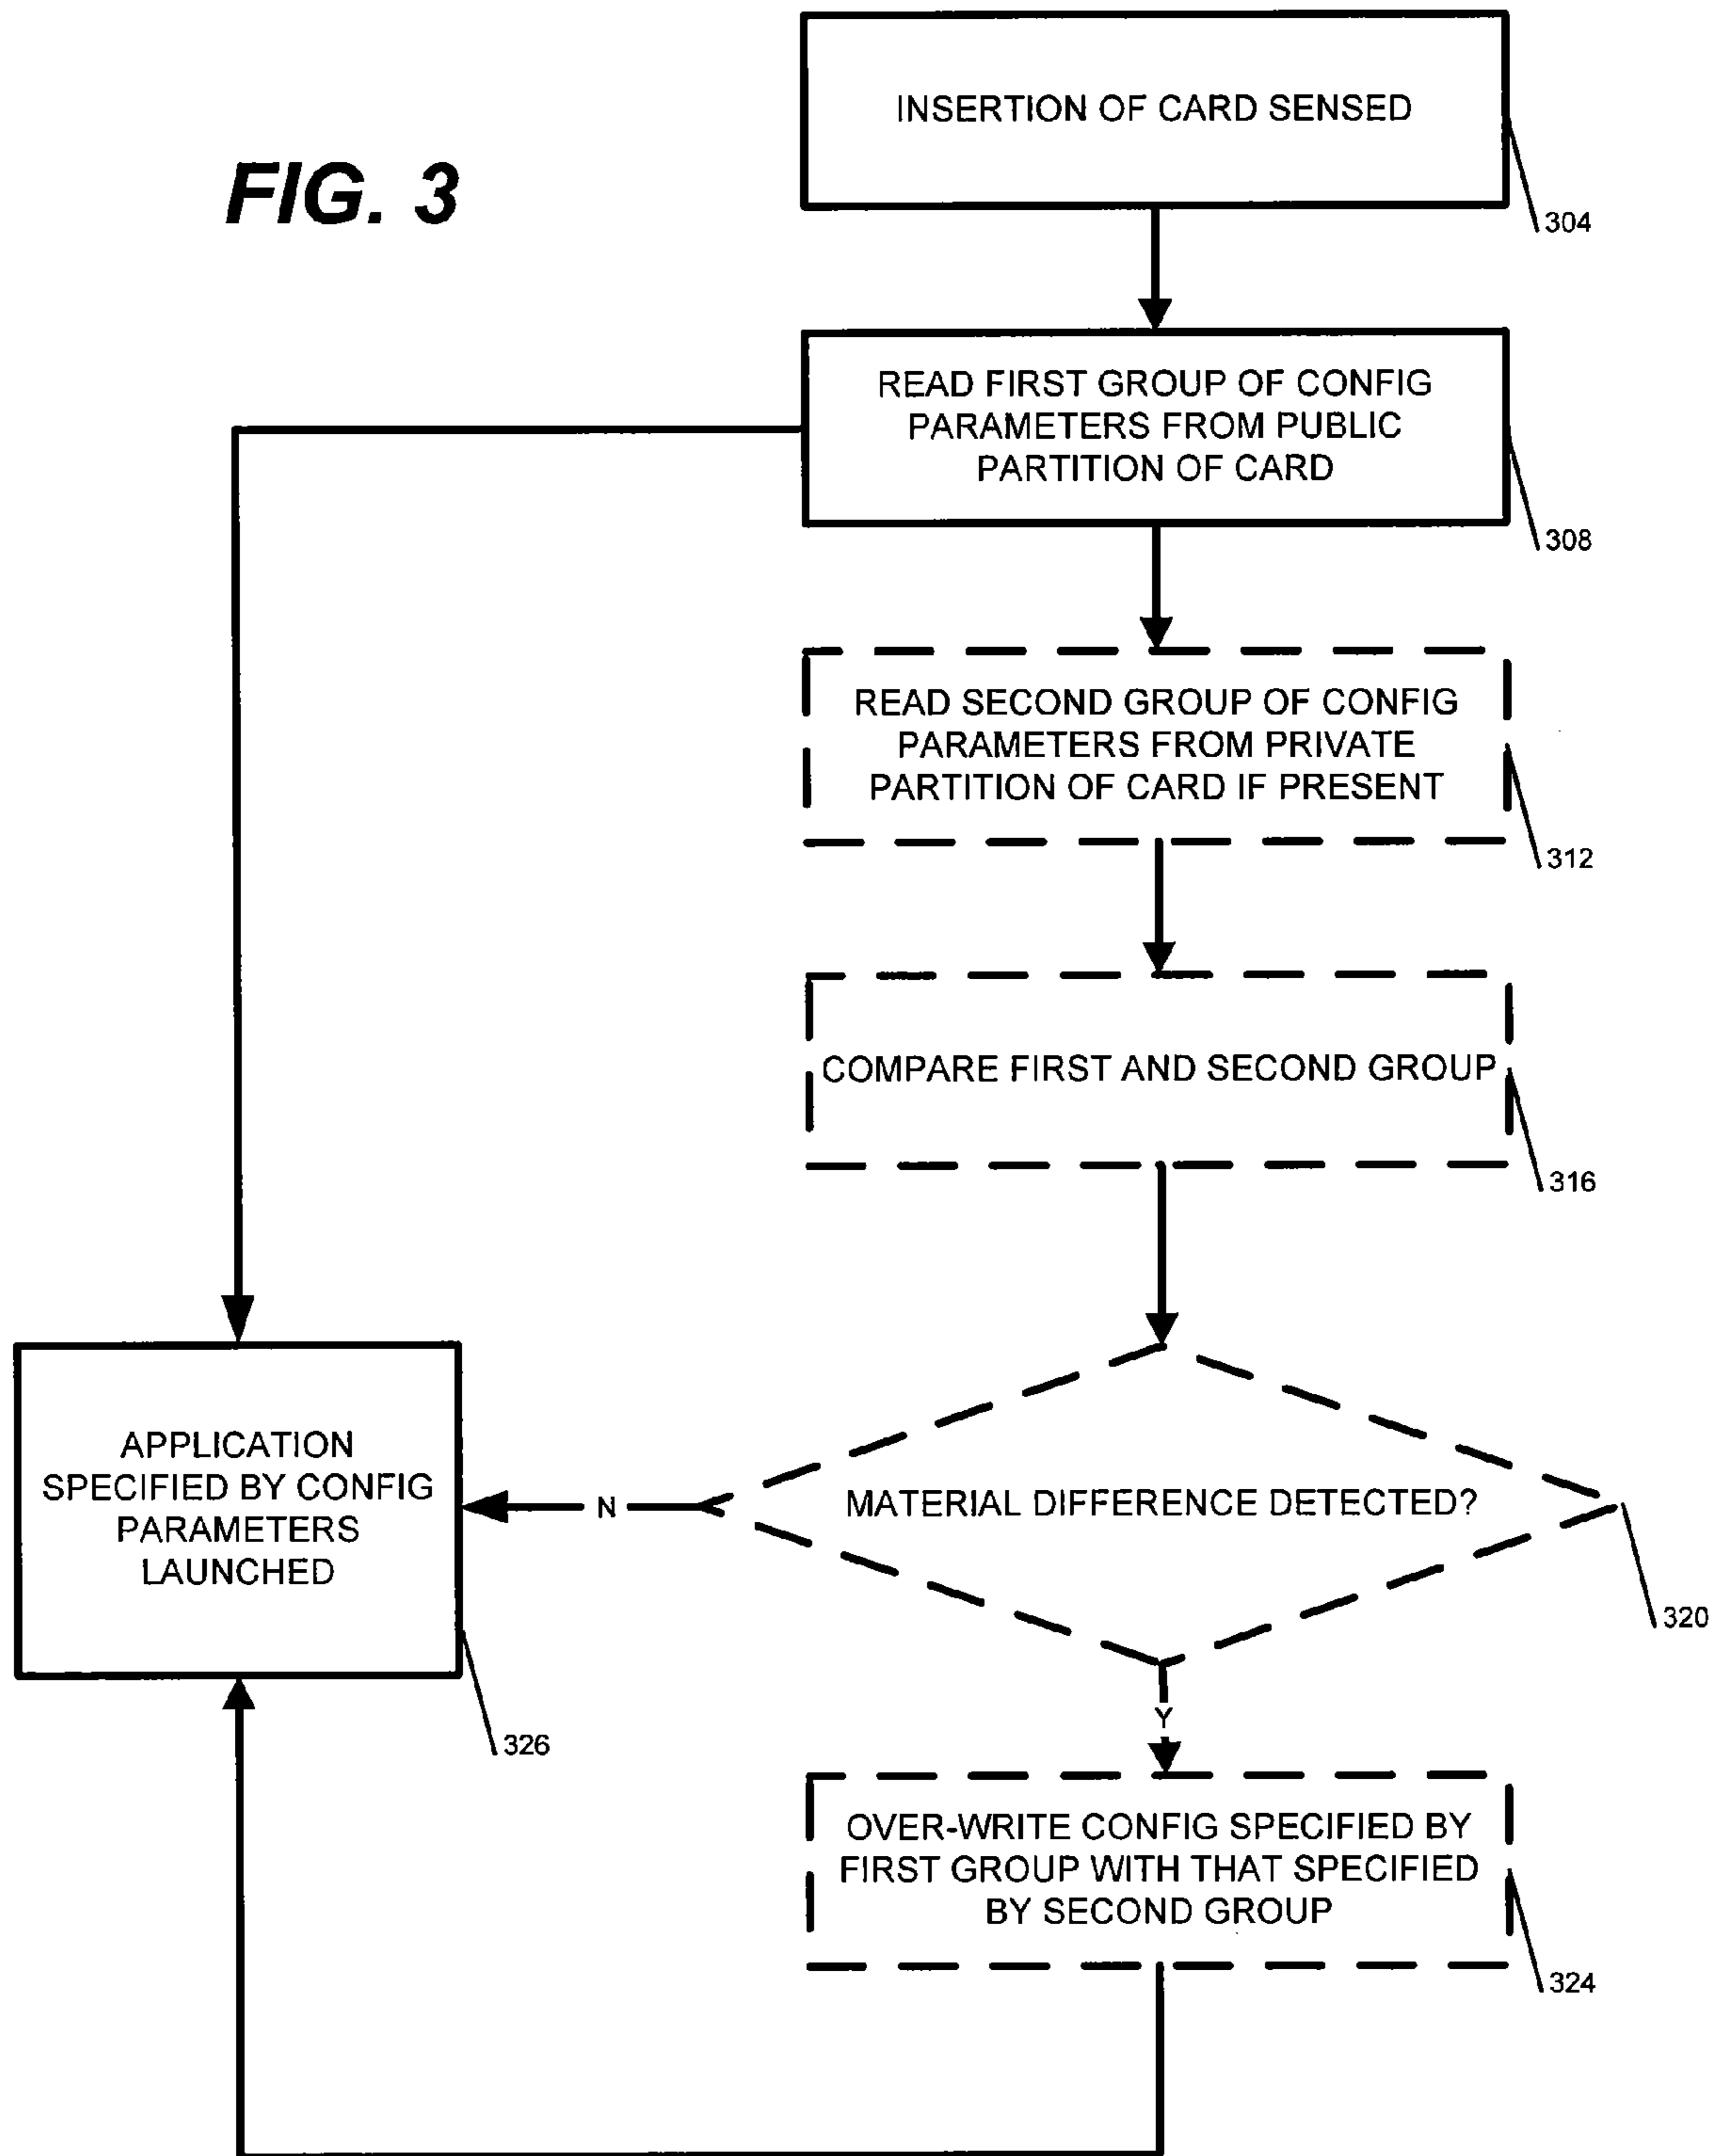 FIG. 3
INSERTION OF CARD SENSED
304
READ FIRST GROUP OF CONFIG
PARAMETERS FROM PUBLIC
PARTITION OF CARD
308
READ SECOND GROUP OF CONFIG
PARAMETERS FROM PRIVATE
PARTITION OF CARD IF PRESENT
312
COMPARE FIRST AND SECOND GROUP
316
MATERIAL DIFFERENCE DETECTED?
320
N
APPLICATION
SPECIFIED BY CONFIG
PARAMETERS
LAUNCHED
326
Y
OVER-WRITE CONFIG SPECIFIED BY
FIRST GROUP WITH THAT SPECIFIED
BY SECOND GROUP
324